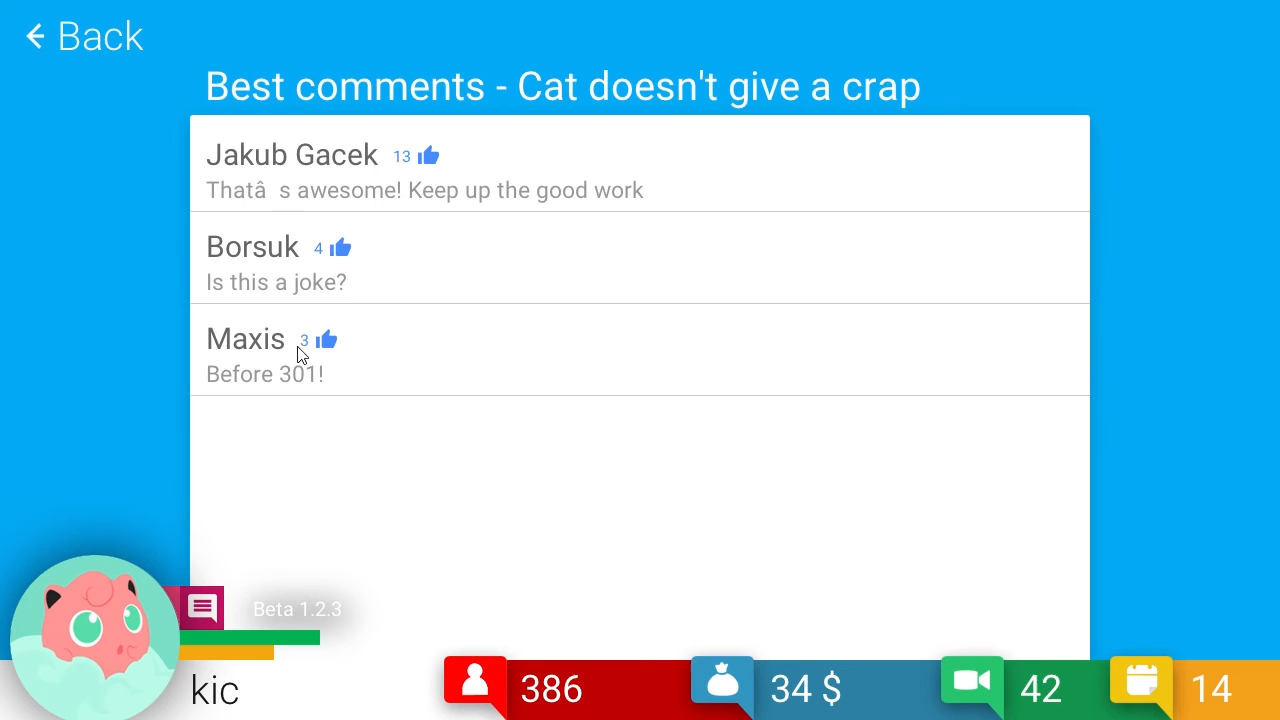 Back
Best comments - Cat doesn't give a crap
Jakub Gacek 13
Thatâ  s awesome! Keep up the good work
Borsuk 4
Is this a joke?
Maxis 3
Before 301!
Beta 1.2.3
kic
386
34 $
42
14